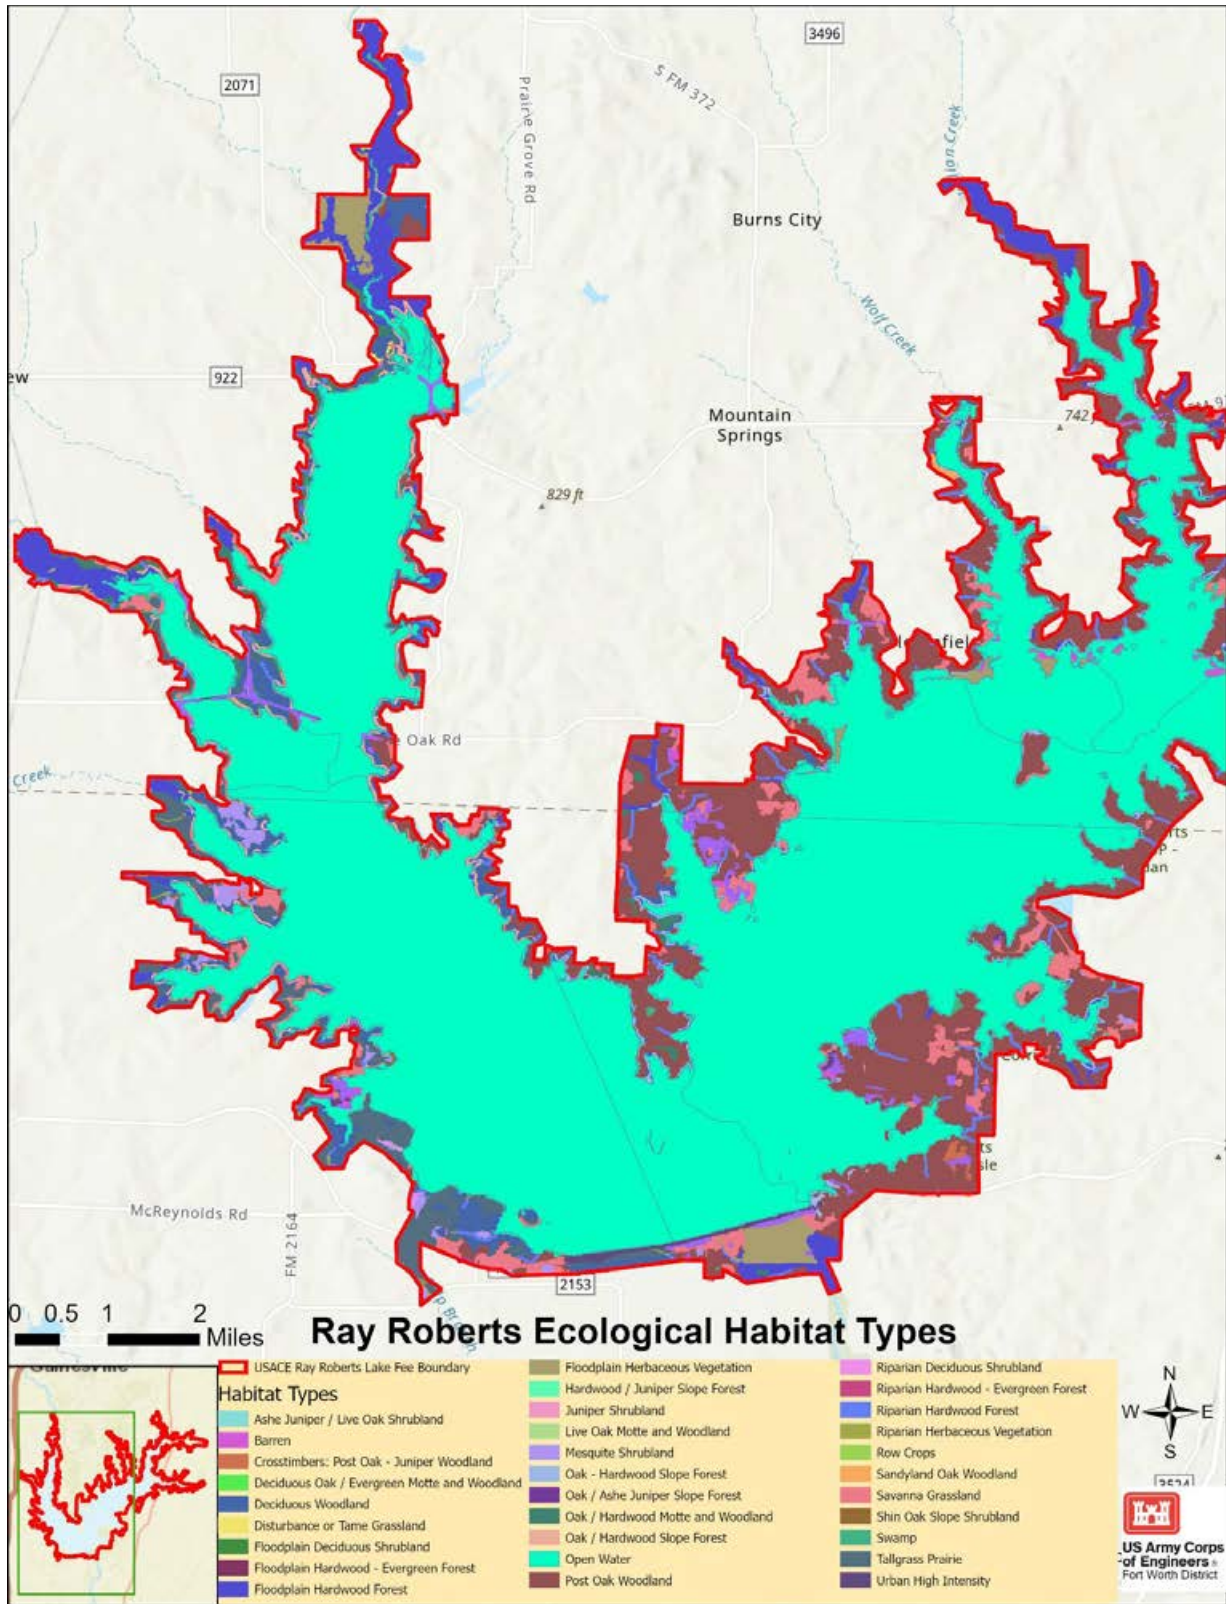 3496
2071
S FM 372
Prairie Grove Rd
Burns City
Wolf Creek
ew
922
Mountain
Springs
742
829 ft
e Oak Rd
Creek
rts
P -
lan
ts
sle
McReynolds Rd
FM 2164
2153
0 0.5 1 2
Miles
Ray Roberts Ecological Habitat Types
USACE Ray Roberts Lake Fee Boundary
Habitat Types
Ashe Juniper / Live Oak Shrubland
Barren
Crosstimbers: Post Oak - Juniper Woodland
Deciduous Oak / Evergreen Motte and Woodland
Deciduous Woodland
Disturbance or Tame Grassland
Floodplain Deciduous Shrubland
Floodplain Hardwood - Evergreen Forest
Floodplain Hardwood Forest
Floodplain Herbaceous Vegetation
Hardwood / Juniper Slope Forest
Juniper Shrubland
Live Oak Motte and Woodland
Mesquite Shrubland
Oak - Hardwood Slope Forest
Oak / Ashe Juniper Slope Forest
Oak / Hardwood Motte and Woodland
Oak / Hardwood Slope Forest
Open Water
Post Oak Woodland
Riparian Deciduous Shrubland
Riparian Hardwood - Evergreen Forest
Riparian Hardwood Forest
Riparian Herbaceous Vegetation
Row Crops
Sandyland Oak Woodland
Savanna Grassland
Shin Oak Slope Shrubland
Swamp
Tallgrass Prairie
Urban High Intensity
N
W E
S
US Army Corps
of Engineers®
Fort Worth District